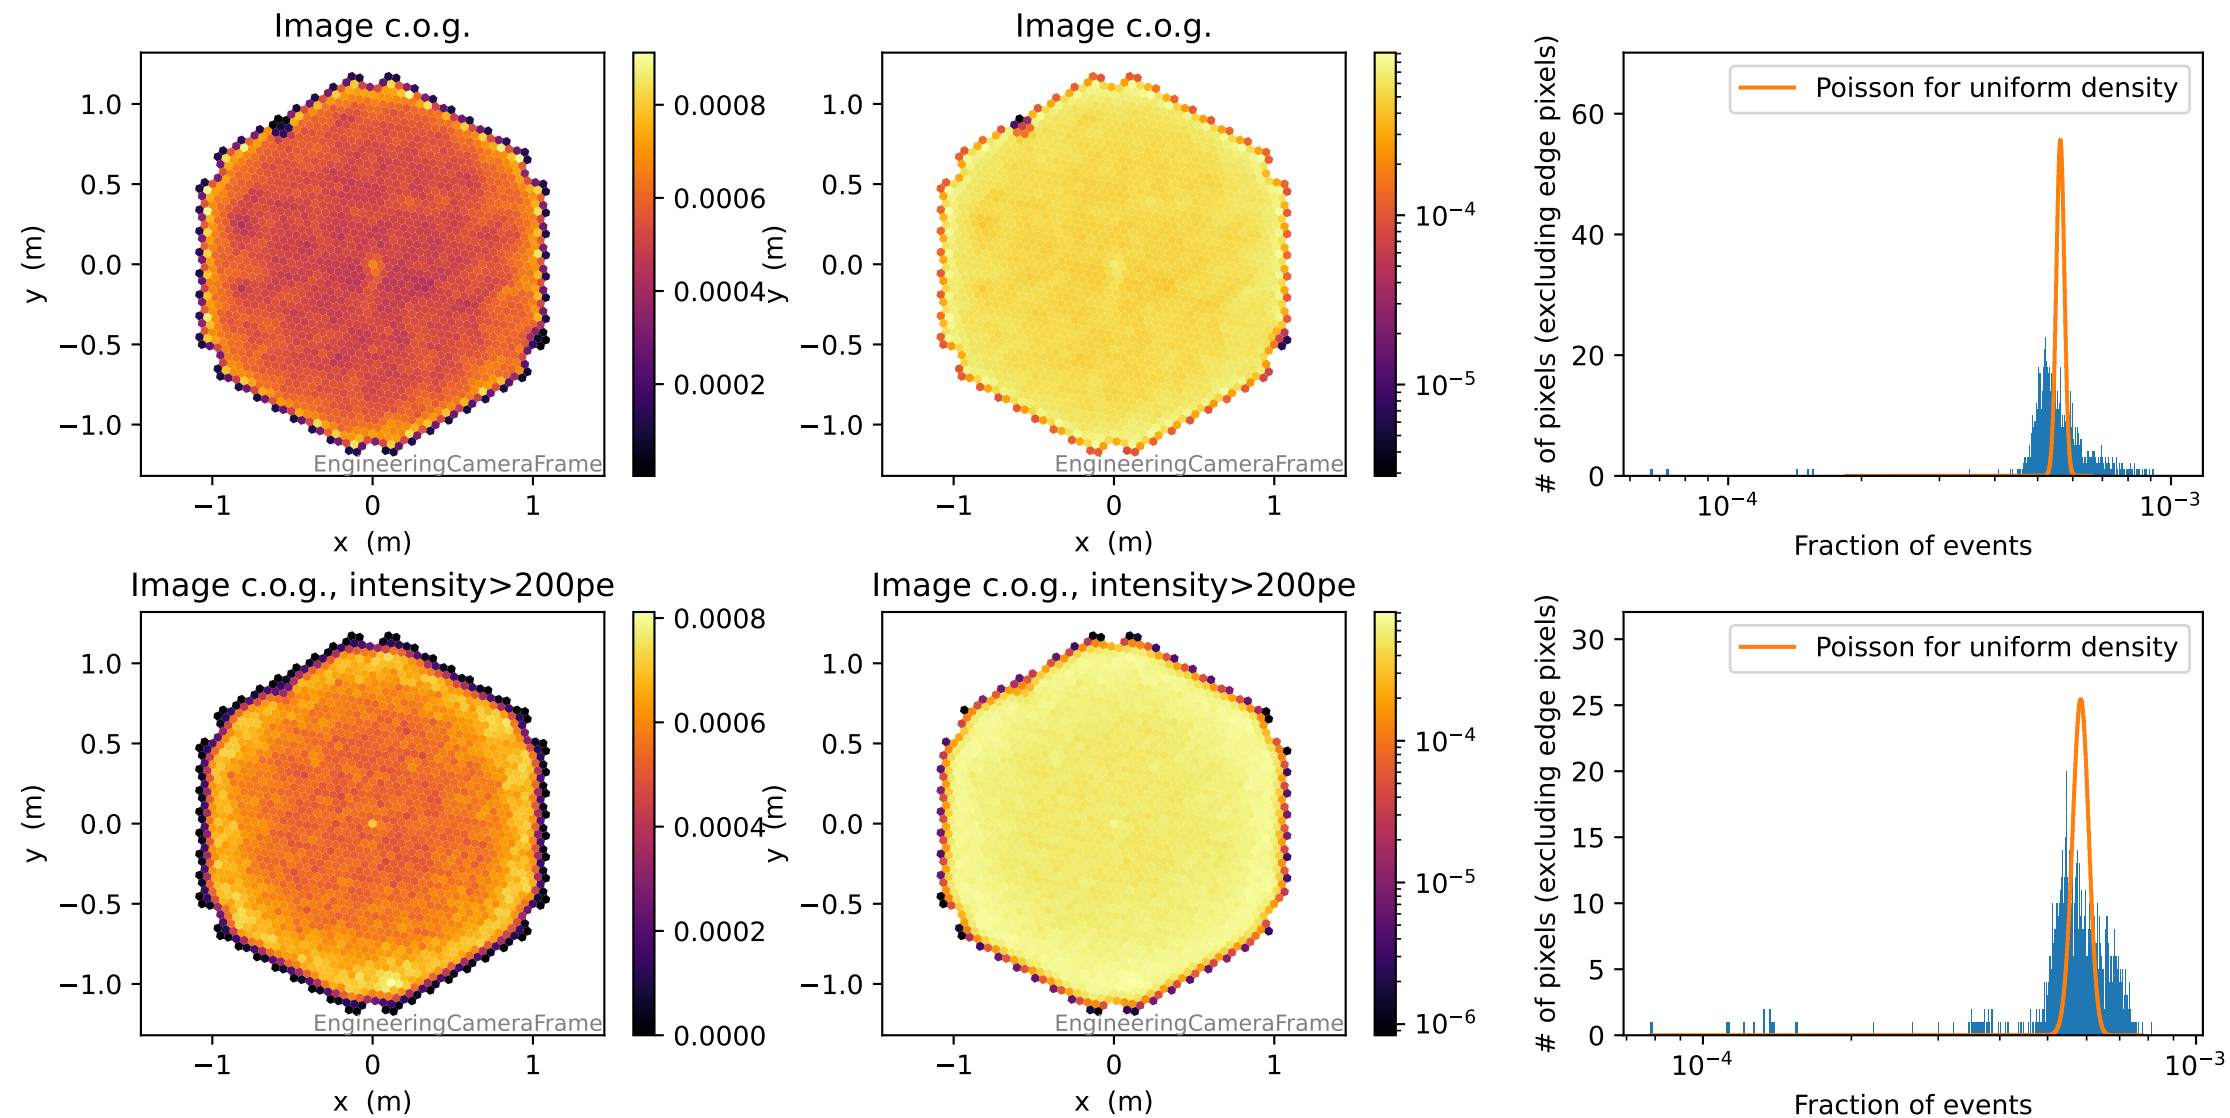 Image c.o.g.
1.0
0.5
0.0
−0.5
−1.0
y (m)
−1
0
1
x (m)
EngineeringCameraFrame
0.0008
0.0006
0.0004
0.0002
Image c.o.g.
1.0
0.5
0.0
−0.5
−1.0
y (m)
−1
0
1
x (m)
EngineeringCameraFrame
10⁻⁴
10⁻⁵
# of pixels (excluding edge pixels)
60
40
20
0
Poisson for uniform density
10⁻⁴
10⁻³
Fraction of events
Image c.o.g., intensity>200pe
1.0
0.5
0.0
−0.5
−1.0
y (m)
−1
0
1
x (m)
EngineeringCameraFrame
0.0008
0.0006
0.0004
0.0002
0.0000
Image c.o.g., intensity>200pe
1.0
0.5
0.0
−0.5
−1.0
y (m)
−1
0
1
x (m)
EngineeringCameraFrame
10⁻⁴
10⁻⁵
10⁻⁶
# of pixels (excluding edge pixels)
30
25
20
15
10
5
0
Poisson for uniform density
10⁻⁴
10⁻³
Fraction of events